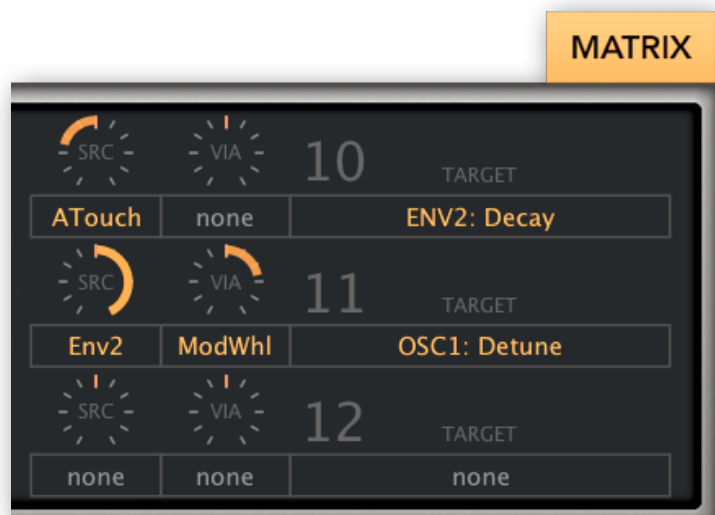 MATRIX
SRC VIA 10 TARGET
ATouch none ENV2: Decay
SRC VIA 11 TARGET
Env2 ModWhl OSC1: Detune
SRC VIA 12 TARGET
none none none